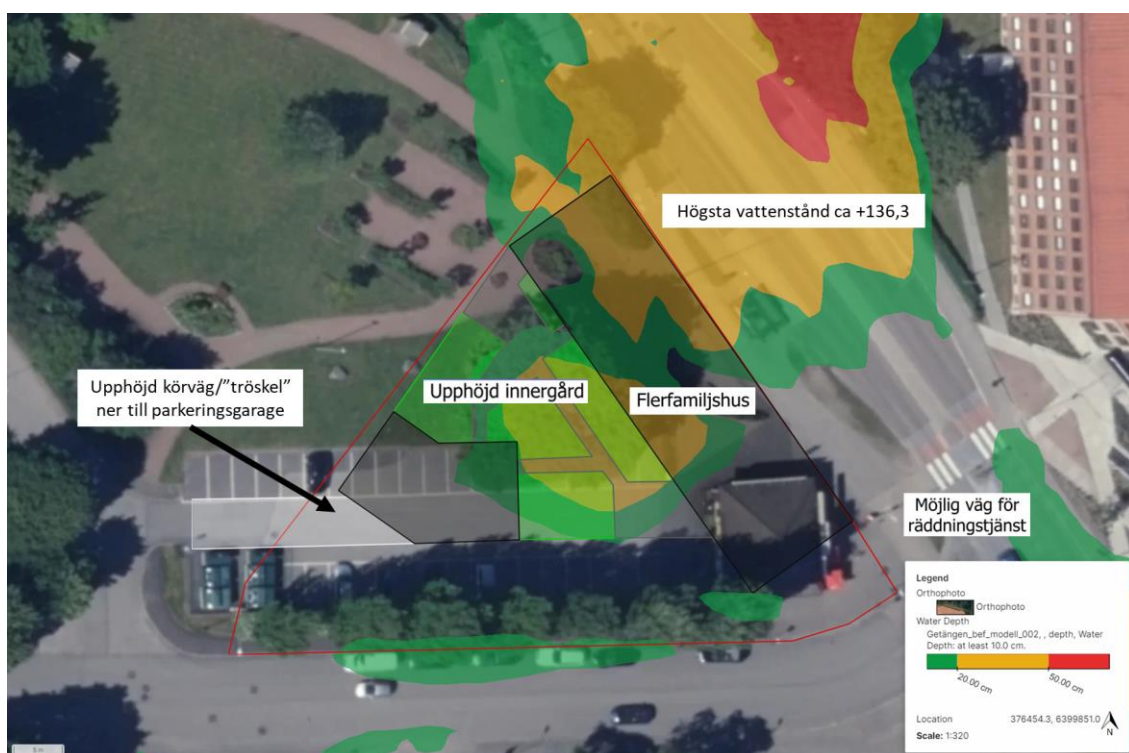 Högsta vattenstånd ca +136,3
Upphöjd körväg/”tröskel”
ner till parkeringsgarage
Upphöjd innergård
Flerfamiljshus
Möjlig väg för
räddningstjänst
Legend
Orthophoto
Orthophoto
Water Depth
Getängen_bef_modell_002, , depth, Water
Depth: at least 10.0 cm.
20.00 cm
50.00 cm
Location 376454.3, 6399851.0
N
Scale: 1:320
5 m